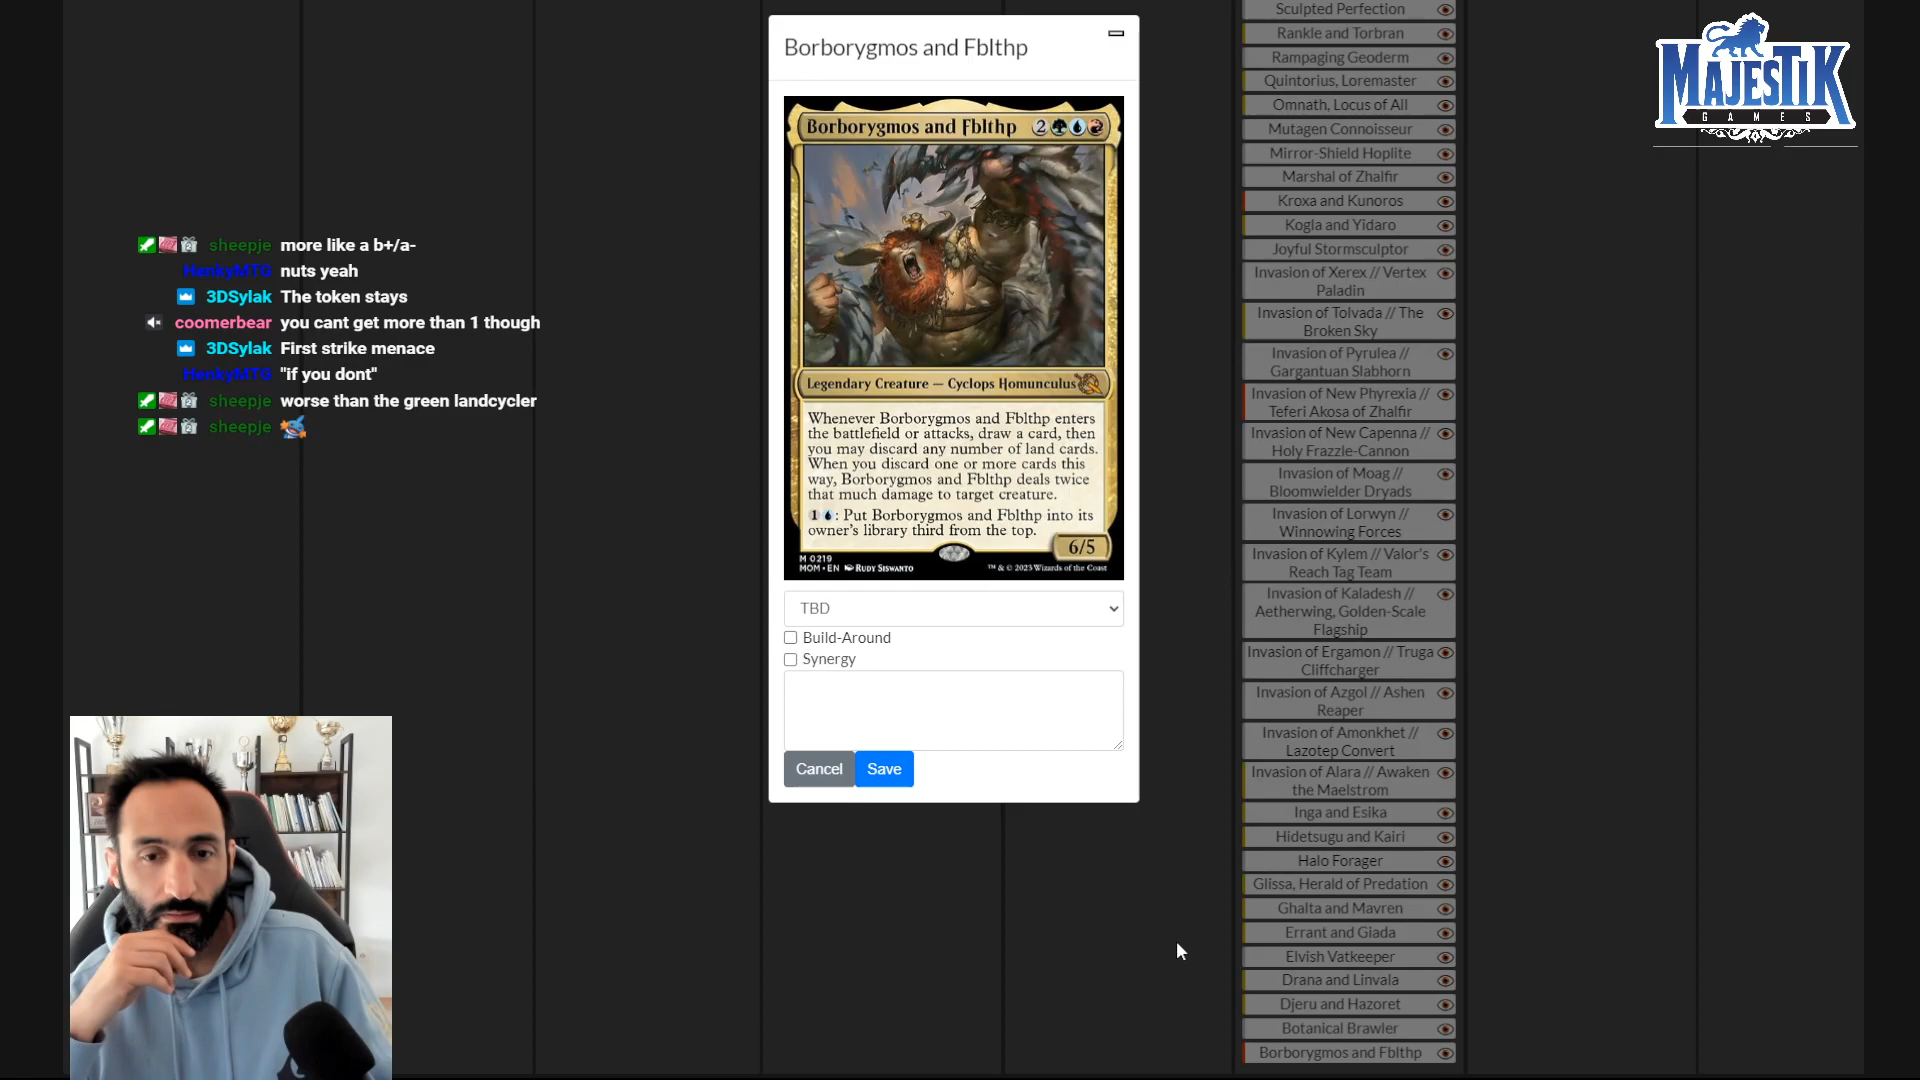 Borborygmos and Fblthp
Borborygmos and Fblthp 2
Legendary Creature — Cyclops Homunculus
Whenever Borborygmos and Fblthp enters
the battlefield or attacks, draw a card, then
you may discard any number of land cards.
When you discard one or more cards this
way, Borborygmos and Fblthp deals twice
that much damage to target creature.
1 : Put Borborygmos and Fblthp into its
owner's library third from the top.
6/5
M 0219
MOM • EN RUDY SISWANTO
™ & © 2023 Wizards of the Coast
TBD
Build-Around
Synergy
Cancel
Save
sheepje more like a b+/a-
HenkyMTG nuts yeah
3DSylak The token stays
coomerbear you cant get more than 1 though
3DSylak First strike menace
HenkyMTG "if you dont"
sheepje worse than the green landcycler
sheepje
Sculpted Perfection
Rankle and Torbran
Rampaging Geoderm
Quintorius, Loremaster
Omnath, Locus of All
Mutagen Connoisseur
Mirror-Shield Hoplite
Marshal of Zhalfir
Kroxa and Kunoros
Kogla and Yidaro
Joyful Stormsculptor
Invasion of Xerex // Vertex
Paladin
Invasion of Tolvada // The
Broken Sky
Invasion of Pyrulea //
Gargantuan Slabhorn
Invasion of New Phyrexia //
Teferi Akosa of Zhalfir
Invasion of New Capenna //
Holy Frazzle-Cannon
Invasion of Moag //
Bloomwielder Dryads
Invasion of Lorwyn //
Winnowing Forces
Invasion of Kylem // Valor's
Reach Tag Team
Invasion of Kaladesh //
Aetherwing, Golden-Scale
Flagship
Invasion of Ergamon // Truga
Cliffcharger
Invasion of Azgol // Ashen
Reaper
Invasion of Amonkhet //
Lazotep Convert
Invasion of Alara // Awaken
the Maelstrom
Inga and Esika
Hidetsugu and Kairi
Halo Forager
Glissa, Herald of Predation
Ghalta and Mavren
Errant and Giada
Elvish Vatkeeper
Drana and Linvala
Djeru and Hazoret
Botanical Brawler
Borborygmos and Fblthp
MAJESTIK
GAMES